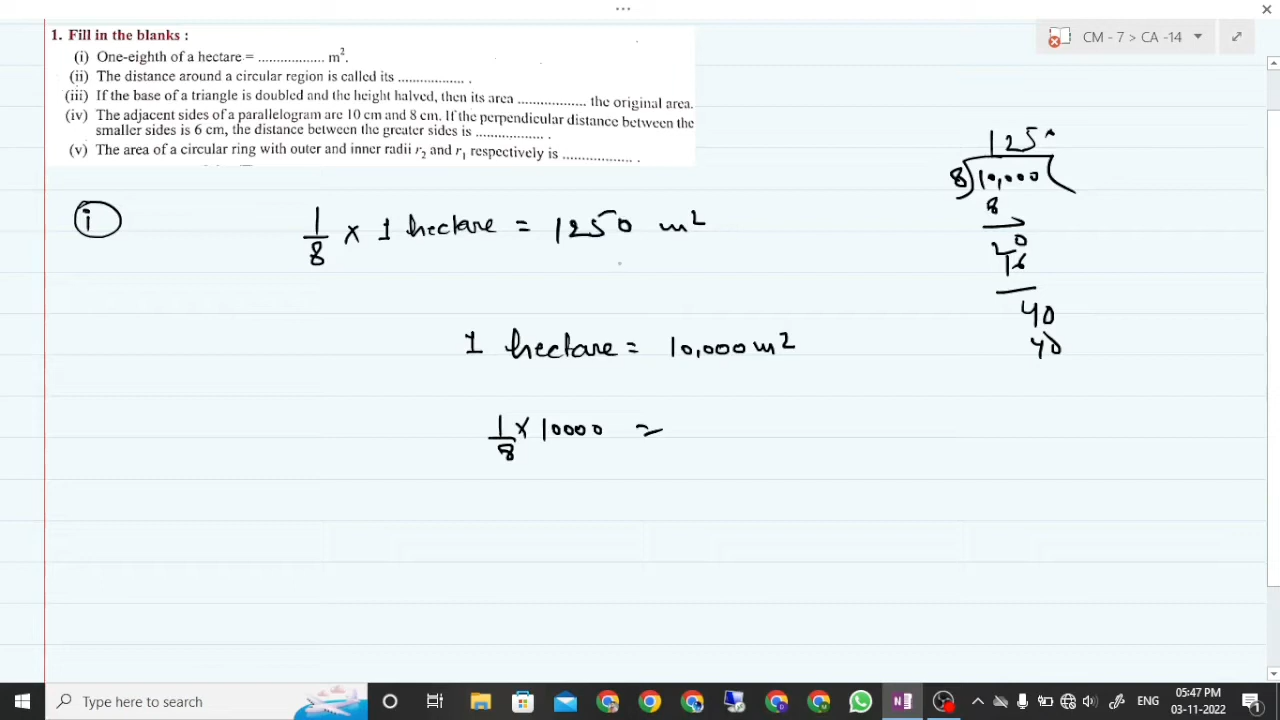 CM - 7 > CA -14
1. Fill in the blanks :
(i) One-eighth of a hectare = .................. m².
(ii) The distance around a circular region is called its .................. .
(iii) If the base of a triangle is doubled and the height halved, then its area .................. the original area.
(iv) The adjacent sides of a parallelogram are 10 cm and 8 cm. If the perpendicular distance between the
smaller sides is 6 cm, the distance between the greater sides is .................. .
(v) The area of a circular ring with outer and inner radii r₂ and r₁ respectively is .................. .
i
1/8 × 1 hectare = 1250 m²
1 hectare = 10,000 m²
1/8 × 10000 =
125
8)10,000(
8
20
16
40
40
Type here to search
ENG
05:47 PM
03-11-2022
1